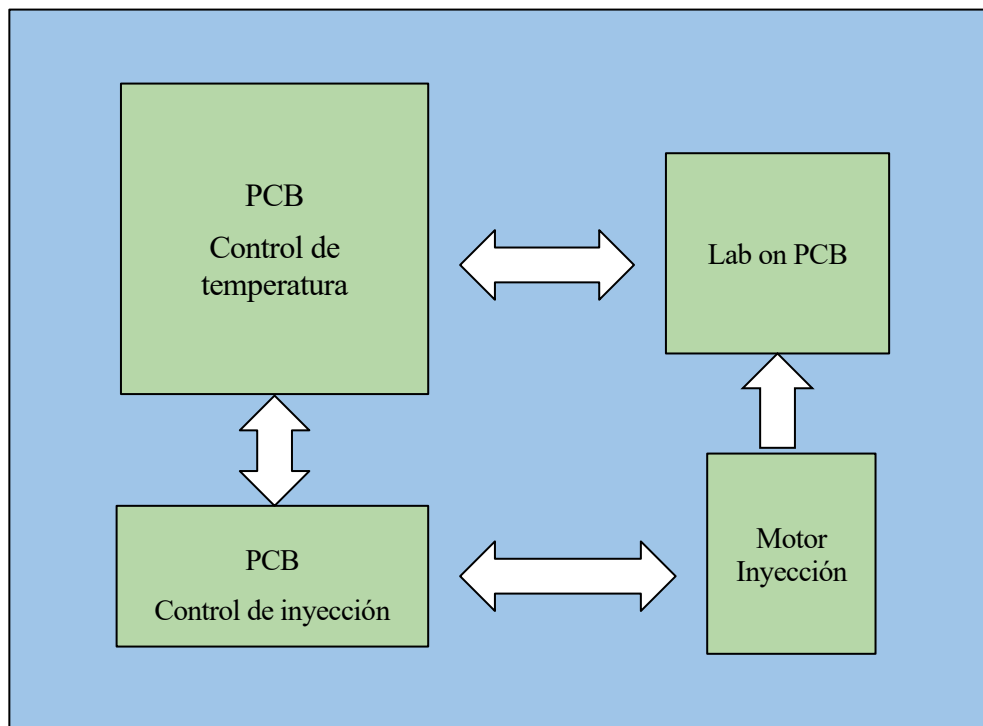 PCB
Control de
temperatura
Lab on PCB
PCB
Control de inyección
Motor
Inyección